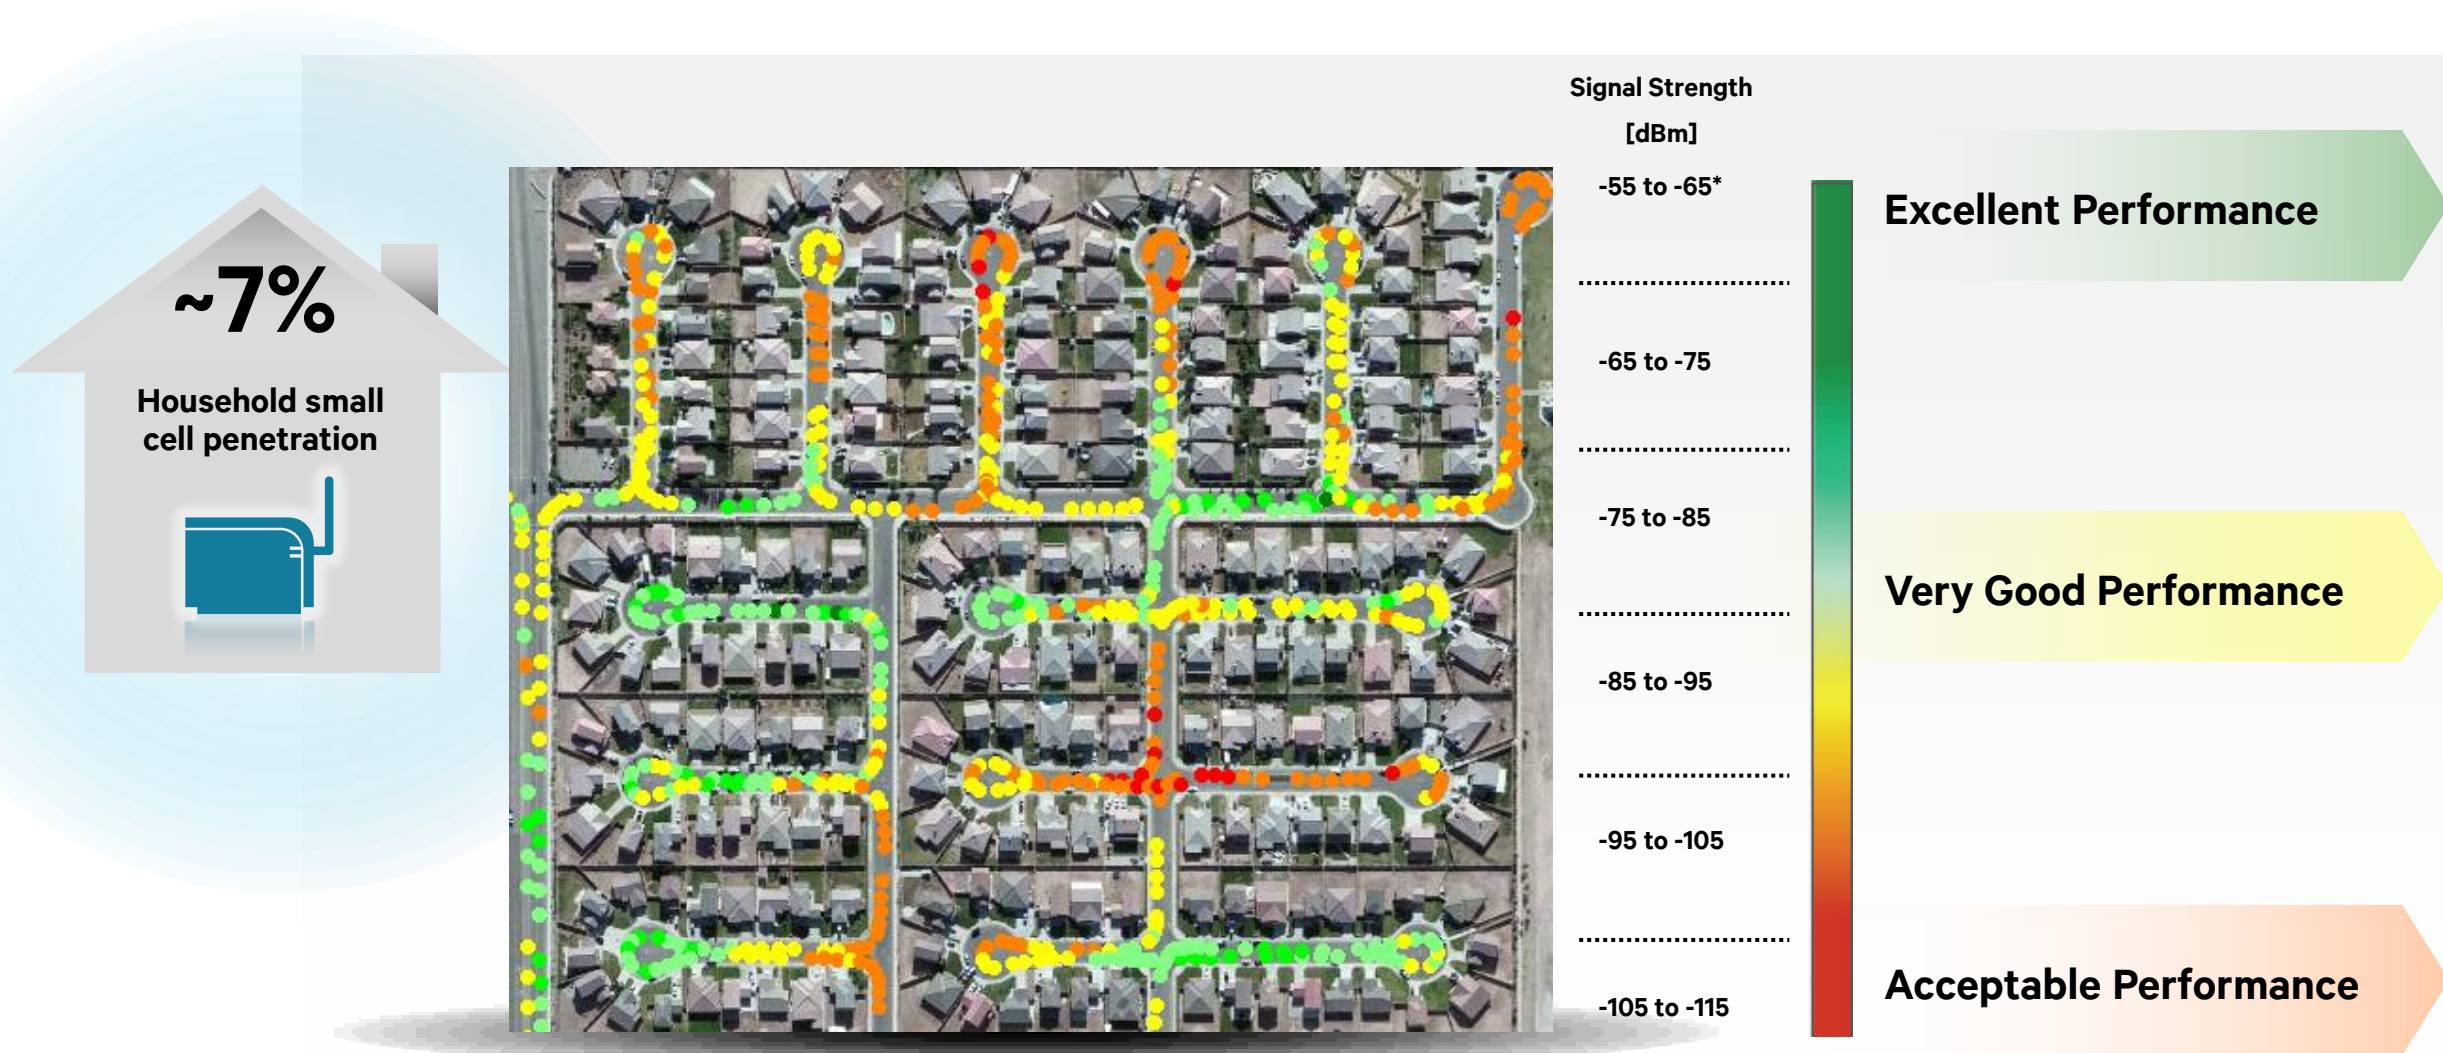 ~7%
Household small
cell penetration
Signal Strength
[dBm]
-55 to -65*
-65 to -75
-75 to -85
-85 to -95
-95 to -105
-105 to -115
Excellent Performance
Very Good Performance
Acceptable Performance